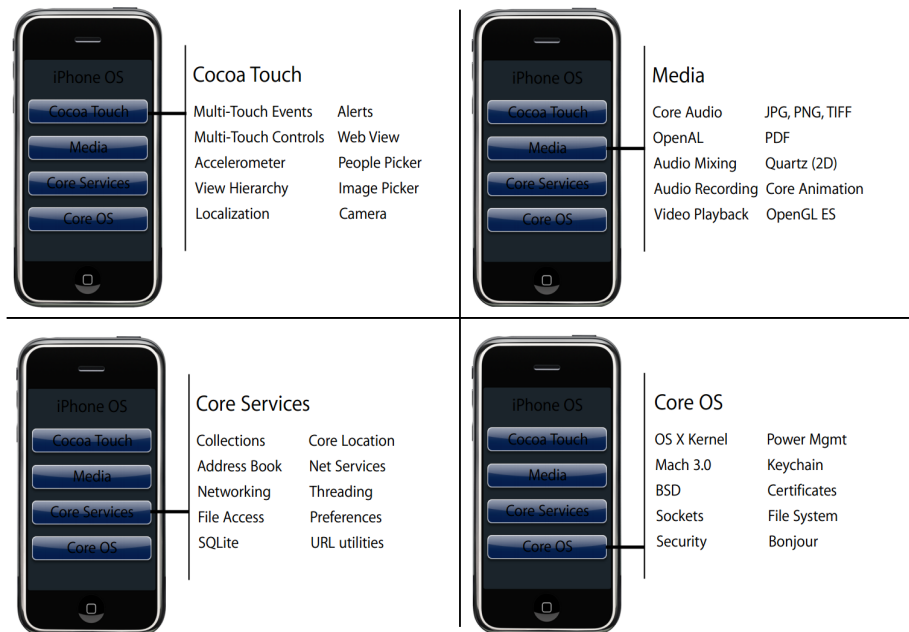 iPhone OS
Cocoa Touch
Media
Core Services
Core OS
Cocoa Touch
Multi-Touch Events Alerts
Multi-Touch Controls Web View
Accelerometer People Picker
View Hierarchy Image Picker
Localization Camera
iPhone OS
Cocoa Touch
Media
Core Services
Core OS
Media
Core Audio JPG, PNG, TIFF
OpenAL PDF
Audio Mixing Quartz (2D)
Audio Recording Core Animation
Video Playback OpenGL ES
iPhone OS
Cocoa Touch
Media
Core Services
Core OS
Core Services
Collections Core Location
Address Book Net Services
Networking Threading
File Access Preferences
SQLite URL utilities
iPhone OS
Cocoa Touch
Media
Core Services
Core OS
Core OS
OS X Kernel Power Mgmt
Mach 3.0 Keychain
BSD Certificates
Sockets File System
Security Bonjour